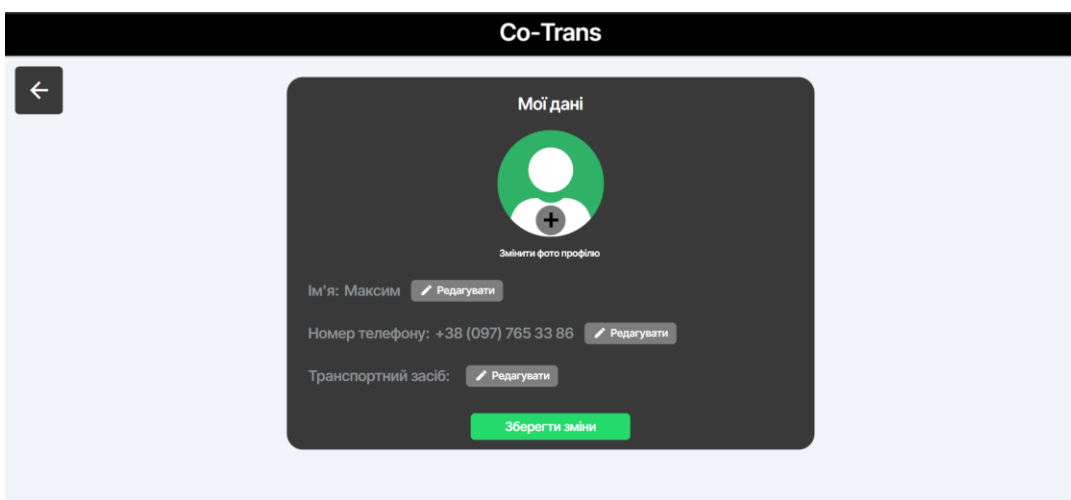 Co-Trans
Мої дані
Змінити фото профілю
Ім'я: Максим Редагувати
Номер телефону: +38 (097) 765 33 86 Редагувати
Транспортний засіб: Редагувати
Зберегти зміни